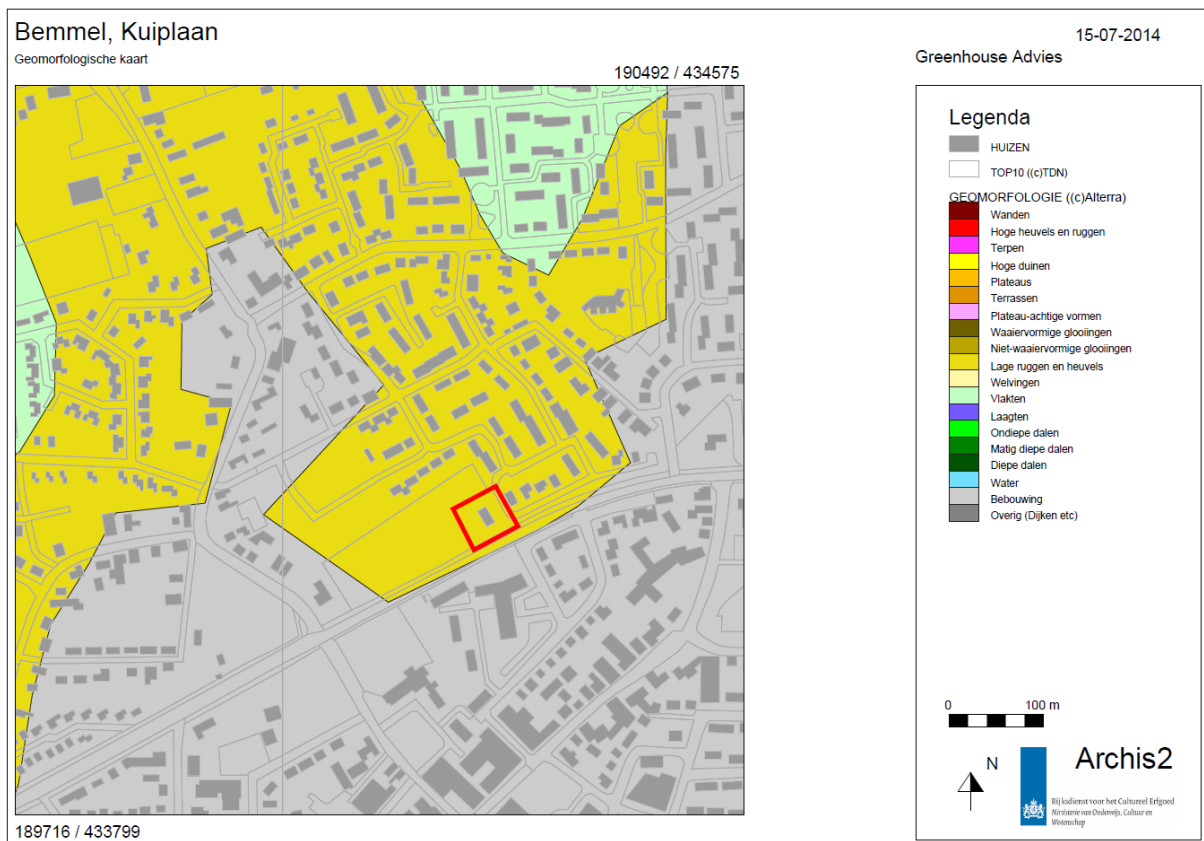 Bemmel, Kuiplaan
Geomorfologische kaart
190492 / 434575
189716 / 433799
15-07-2014
Greenhouse Advies
Legenda
HUIZEN
TOP10 ((c)TDN)
GEOMORFOLOGIE ((c)Alterra)
Wanden
Hoge heuvels en ruggen
Terpen
Hoge duinen
Plateaus
Terrassen
Plateau-achtige vormen
Waaiervormige glooiingen
Niet-waaiervormige glooiingen
Lage ruggen en heuvels
Welvingen
Vlakten
Laagten
Ondiepe dalen
Matig diepe dalen
Diepe dalen
Water
Bebouwing
Overig (Dijken etc)
0 100 m
N
Archis2
Rijksdienst voor het Cultureel Erfgoed
Ministerie van Onderwijs, Cultuur en
Wetenschap